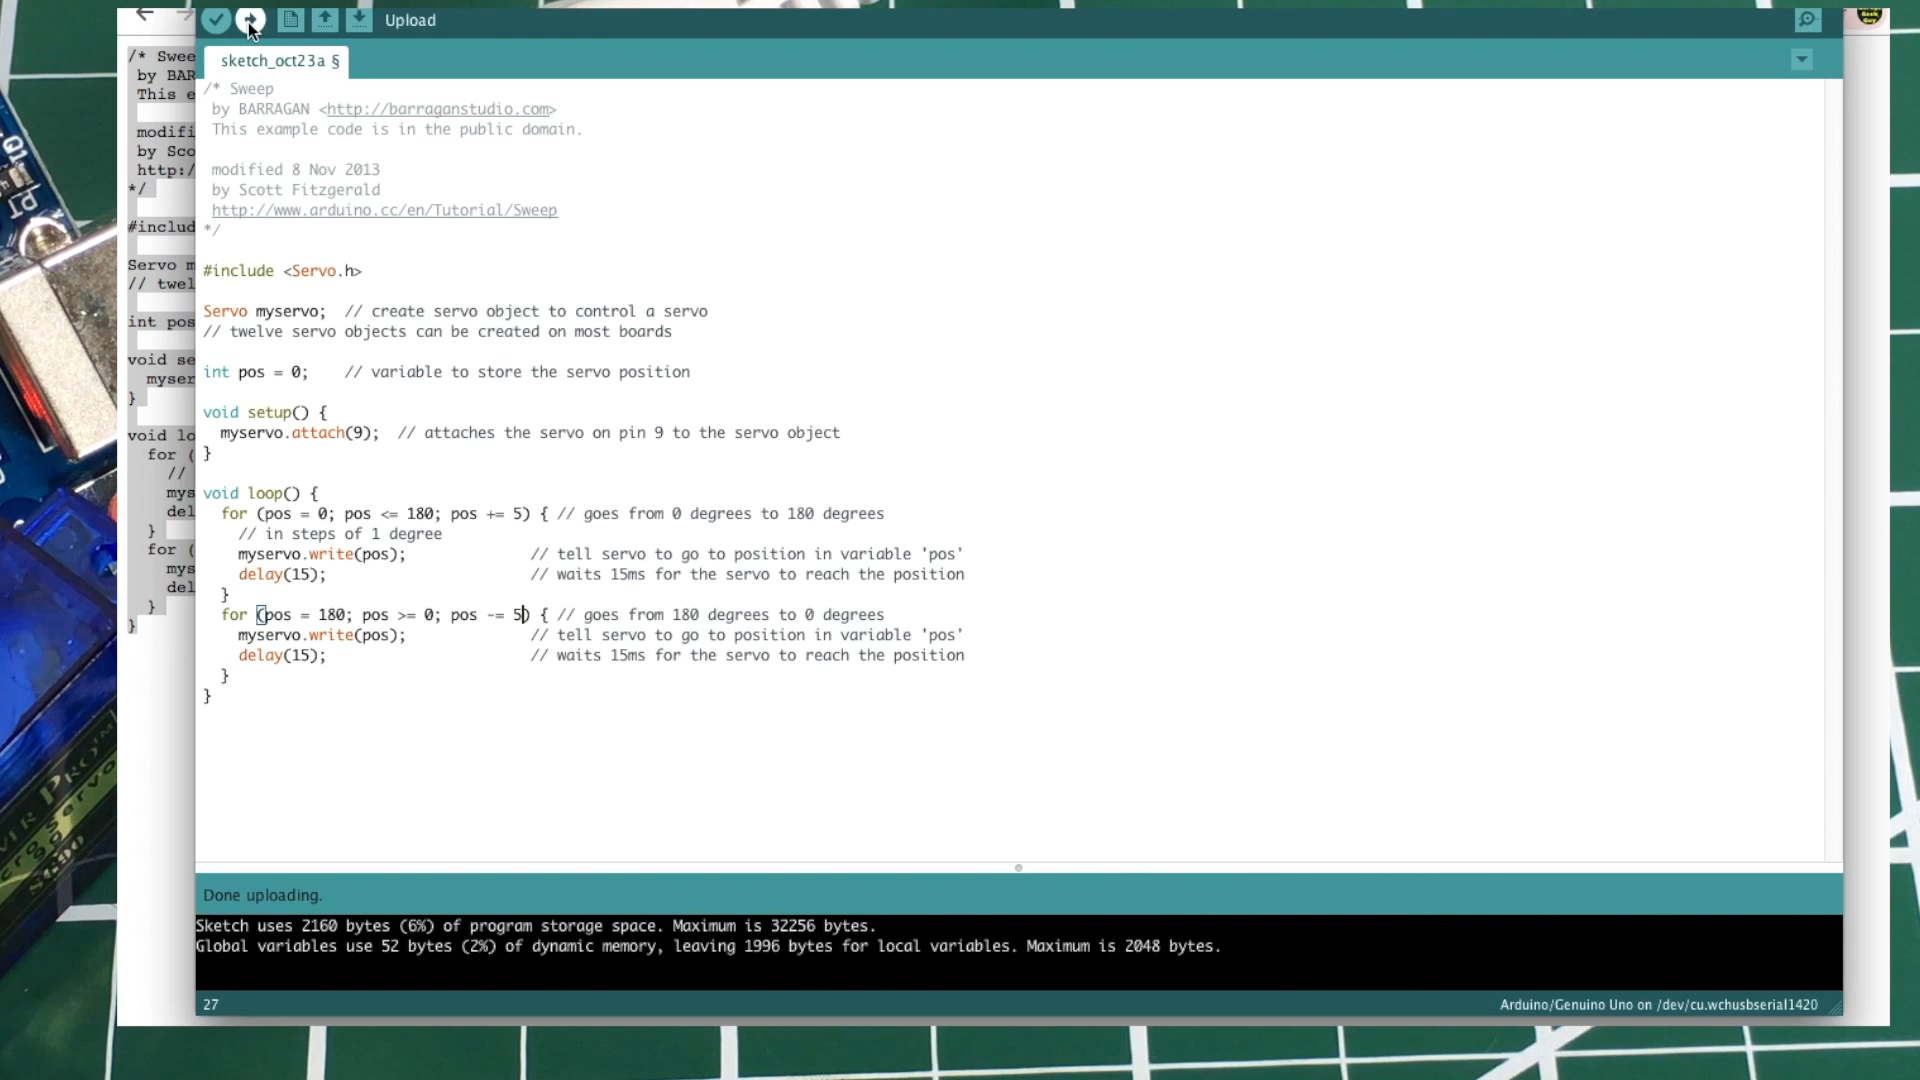 Upload
sketch_oct23a §
/* Sweep
by BARRAGAN <http://barraganstudio.com>
This example code is in the public domain.
modified 8 Nov 2013
by Scott Fitzgerald
http://www.arduino.cc/en/Tutorial/Sweep
*/
#include <Servo.h>
Servo myservo;  // create servo object to control a servo
// twelve servo objects can be created on most boards
int pos = 0;    // variable to store the servo position
void setup() {
  myservo.attach(9);  // attaches the servo on pin 9 to the servo object
}
void loop() {
  for (pos = 0; pos <= 180; pos += 5) { // goes from 0 degrees to 180 degrees
    // in steps of 1 degree
    myservo.write(pos);              // tell servo to go to position in variable 'pos'
    delay(15);                       // waits 15ms for the servo to reach the position
  }
  for (pos = 180; pos >= 0; pos -= 5) { // goes from 180 degrees to 0 degrees
    myservo.write(pos);              // tell servo to go to position in variable 'pos'
    delay(15);                       // waits 15ms for the servo to reach the position
  }
}
Done uploading.
Sketch uses 2160 bytes (6%) of program storage space. Maximum is 32256 bytes.
Global variables use 52 bytes (2%) of dynamic memory, leaving 1996 bytes for local variables. Maximum is 2048 bytes.
27
Arduino/Genuino Uno on /dev/cu.wchusbserial1420